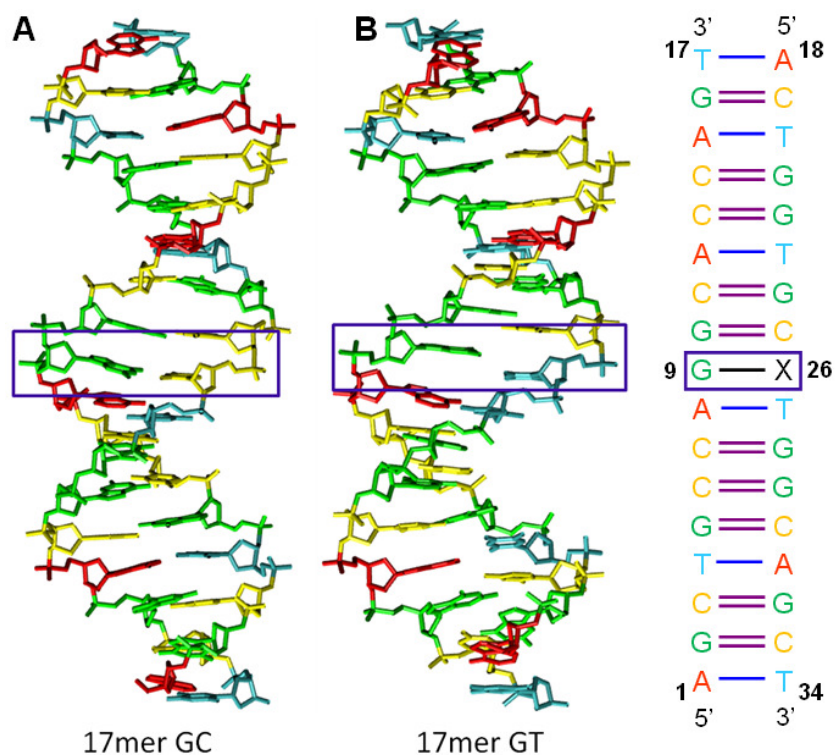 A
B
3’ 5’
17 T A 18
G C
A T
C G
C G
A T
C G
G C
9 G X 26
A T
C G
C G
G C
T A
C G
G C
1 A T 34
5’ 3’
17mer GC
17mer GT